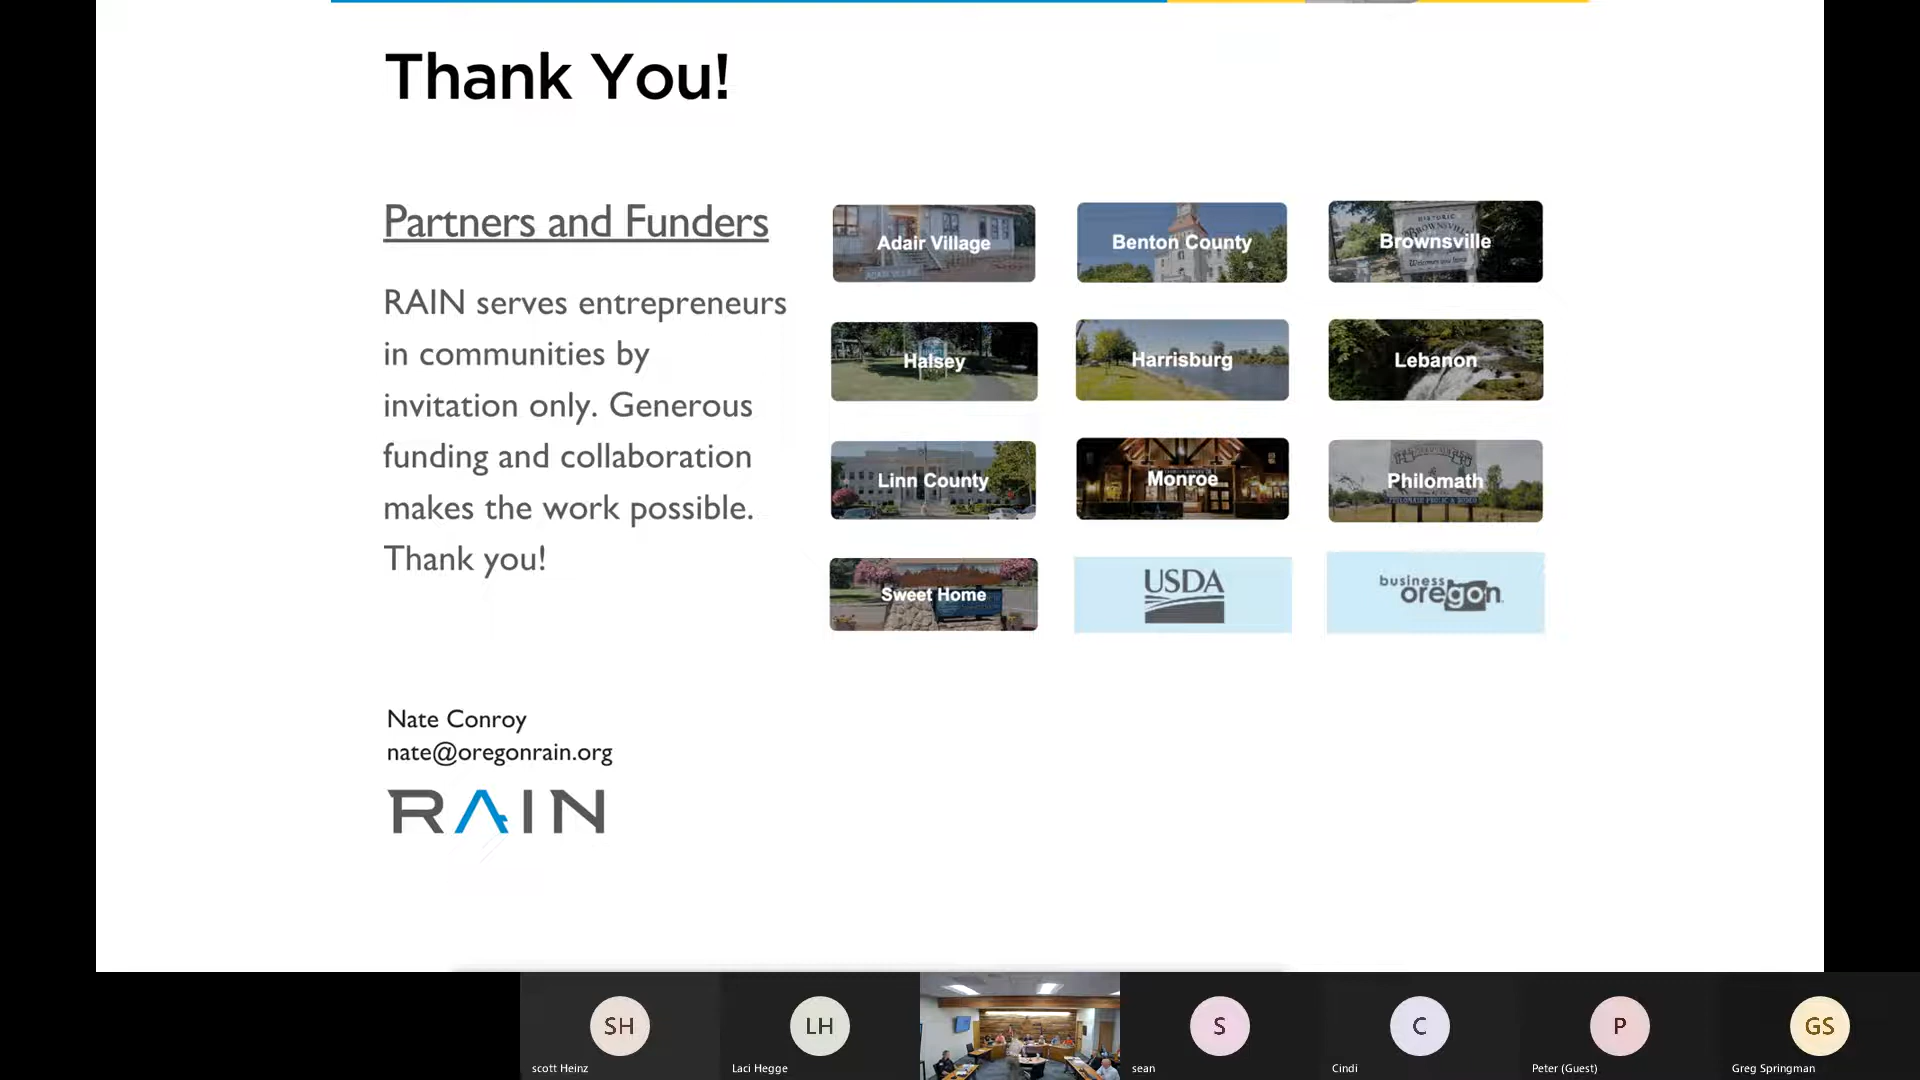 Thank You!
Partners and Funders
RAIN serves entrepreneurs
in communities by
invitation only. Generous
funding and collaboration
makes the work possible.
Thank you!
Adair Village
Benton County
Brownsville
Halsey
Harrisburg
Lebanon
Linn County
Monroe
Philomath
Sweet Home
USDA
business
oregon
Nate Conroy
nate@oregonrain.org
RAIN
SH
LH
S
C
P
GS
scott Heinz
Laci Hegge
sean
Cindi
Peter (Guest)
Greg Springman